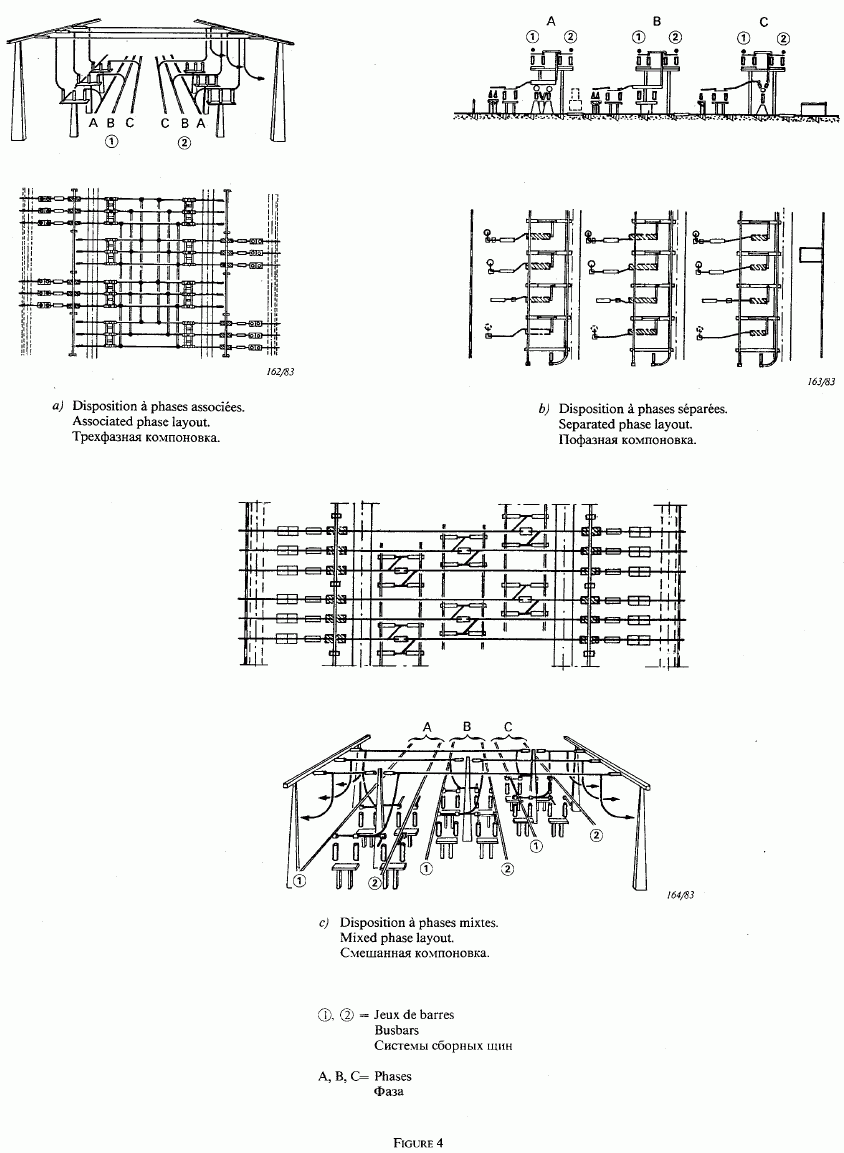 A B C C B A
① ②
162/83
a) Disposition à phases associées.
Associated phase layout.
Трехфазная компоновка.
A B C
① ② ① ② ① ②
163/83
b) Disposition à phases séparées.
Separated phase layout.
Пофазная компоновка.
A B C
① ② ① ② ① ②
164/83
c) Disposition à phases mixtes.
Mixed phase layout.
Смешанная компоновка.
①, ② = Jeux de barres
Busbars
Системы сборных щин
A, B, C= Phases
Фаза
FIGURE 4